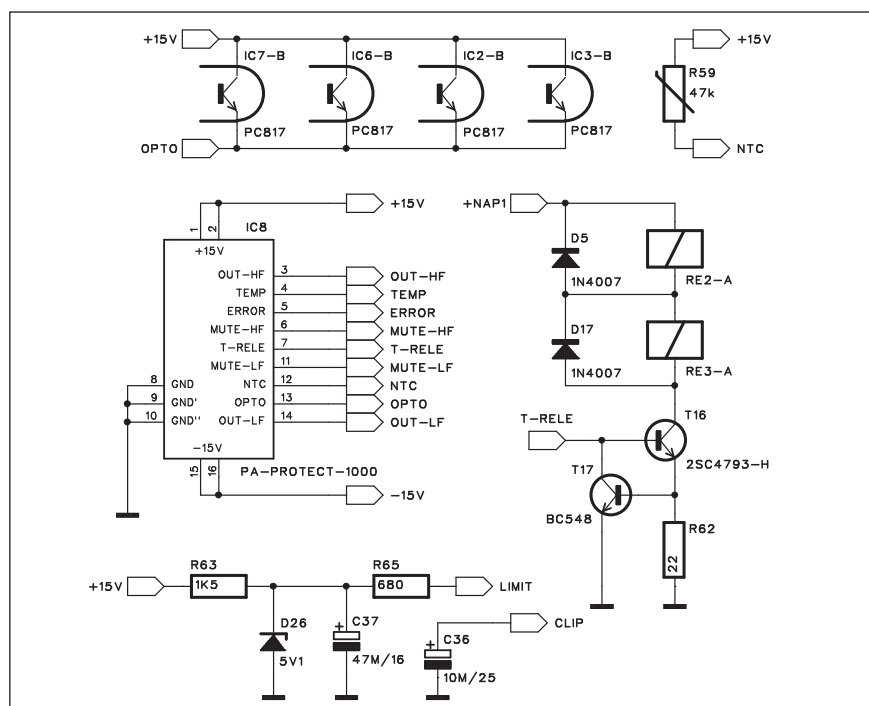 +15V IC7-B IC6-B IC2-B IC3-B +15V
R59
47k
PC817 PC817 PC817 PC817
OPTO NTC
+15V +NAP1
1 2 IC8
+15V D5
OUT-HF 3 OUT-HF
1N4007 RE2-A
TEMP 4 TEMP
ERROR 5 ERROR
MUTE-HF 6 MUTE-HF
D17
T-RELE 7 T-RELE
MUTE-LF 11 MUTE-LF
1N4007 RE3-A
8 GND NTC 12 NTC
9 GND' OPTO 13 OPTO
10 GND'' OUT-LF 14 OUT-LF
T-RELE T16
-15V
15 16 PA-PROTECT-1000
T17 2SC4793-H
-15V
BC548
R62
22
R63 R65
+15V 1K5 680 LIMIT
D26 C37 + CLIP
5V1 47M/16
C36 +
10M/25